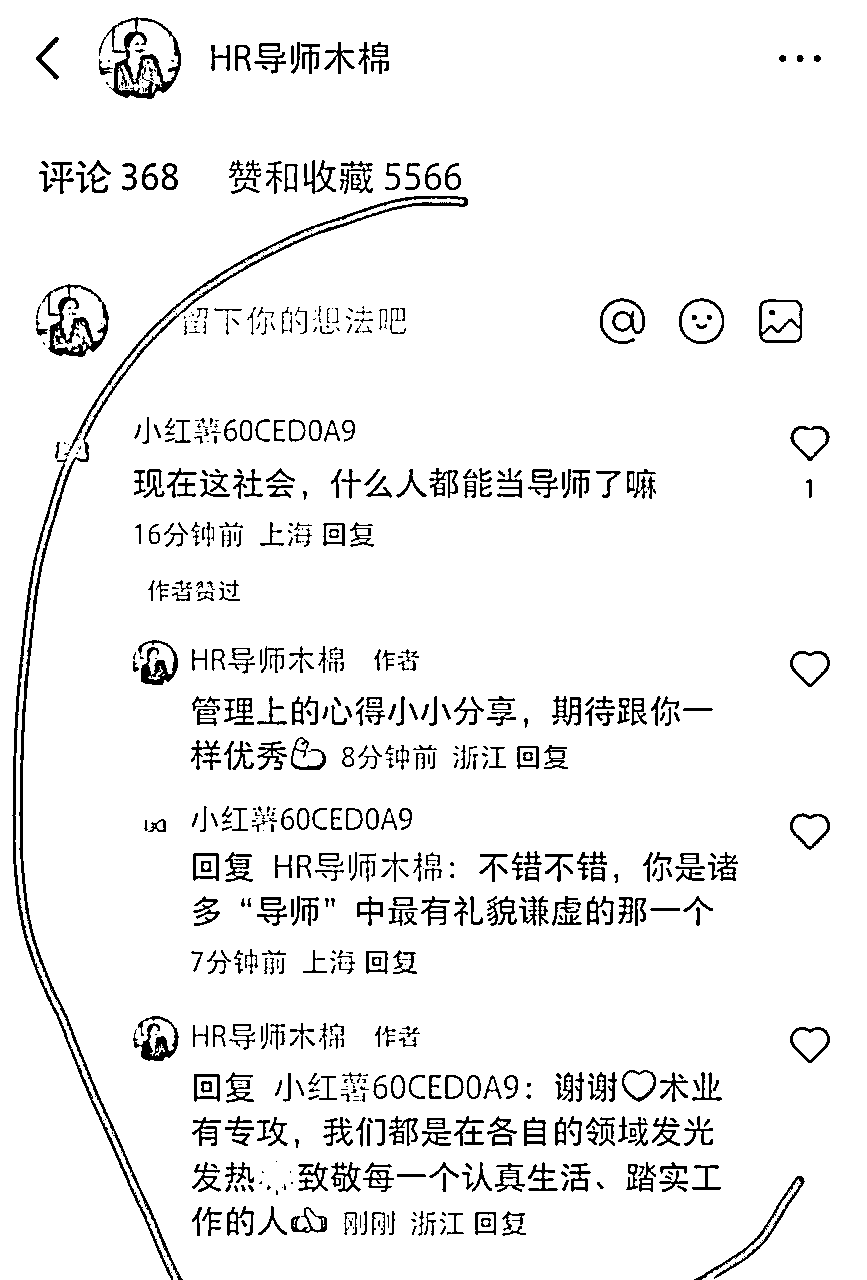 HR导师木棉
评论 368 赞和收藏 5566
留下你的想法吧
小红薯60CED0A9
现在这社会，什么人都能当导师了嘛
1
16分钟前 上海 回复
作者赞过
HR导师木棉 作者
管理上的心得小小分享，期待跟你一
样优秀💪 8分钟前 浙江 回复
小红薯60CED0A9
回复 HR导师木棉：不错不错，你是诸
多“导师”中最有礼貌谦虚的那一个
7分钟前 上海 回复
HR导师木棉 作者
回复 小红薯60CED0A9：谢谢♡术业
有专攻，我们都是在各自的领域发光
发热☀️致敬每一个认真生活、踏实工
作的人👍 刚刚 浙江 回复